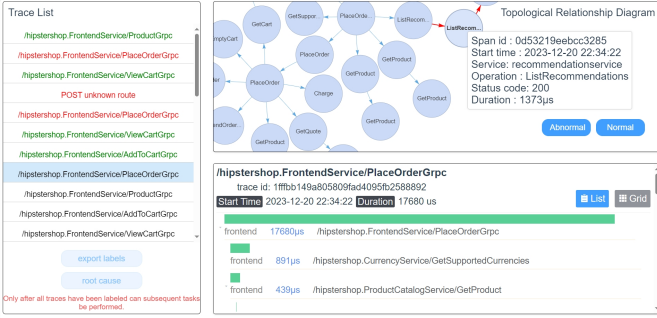 Trace List
/hipstershop.FrontendService/ProductGrpc
/hipstershop.FrontendService/PlaceOrderGrpc
/hipstershop.FrontendService/ViewCartGrpc
POST unknown route
/hipstershop.FrontendService/PlaceOrderGrpc
/hipstershop.FrontendService/ViewCartGrpc
/hipstershop.FrontendService/AddToCartGrpc
/hipstershop.FrontendService/PlaceOrderGrpc
/hipstershop.FrontendService/ProductGrpc
/hipstershop.FrontendService/AddToCartGrpc
/hipstershop.FrontendService/ViewCartGrpc
export labels
root cause
Only after all traces have been labeled can subsequent tasks
be performed.
Topological Relationship Diagram
GetSuppor...
PlaceOrde...
ListRecom...
ListRecom...
GetCart
mptyCart
PlaceOrder
GetProduct
GetProduct
PlaceOrder
Charge
GetProduct
ndOrder
GetQuote
GetProduct
GetProduct
Span id : 0d53219eebcc3285
Start time : 2023-12-20 22:34:22
Service: recommendationservice
Operation : ListRecommendations
Status code: 200
Duration : 1373μs
Abnormal
Normal
/hipstershop.FrontendService/PlaceOrderGrpc
trace id: 1fffbb149a805809fad4095fb2588892
Start Time 2023-12-20 22:34:22 Duration 17680 us
List
Grid
frontend 17680μs /hipstershop.FrontendService/PlaceOrderGrpc
frontend 891μs /hipstershop.CurrencyService/GetSupportedCurrencies
frontend 439μs /hipstershop.ProductCatalogService/GetProduct